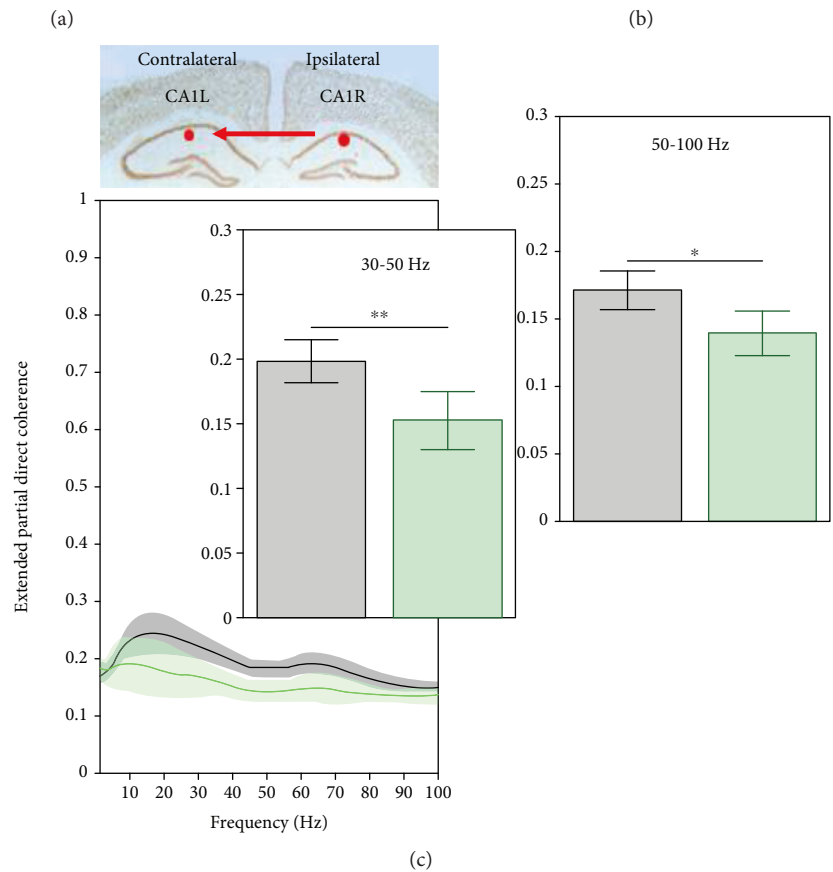 (a)
(b)
Contralateral
Ipsilateral
CA1L
CA1R
50-100 Hz
0.3
0.25
0.2
0.15
0.1
0.05
0
*
30-50 Hz
0.3
0.25
0.2
0.15
0.1
0.05
0
**
Extended partial direct coherence
1
0.9
0.8
0.7
0.6
0.5
0.4
0.3
0.2
0.1
0
10 20 30 40 50 60 70 80 90 100
Frequency (Hz)
(c)